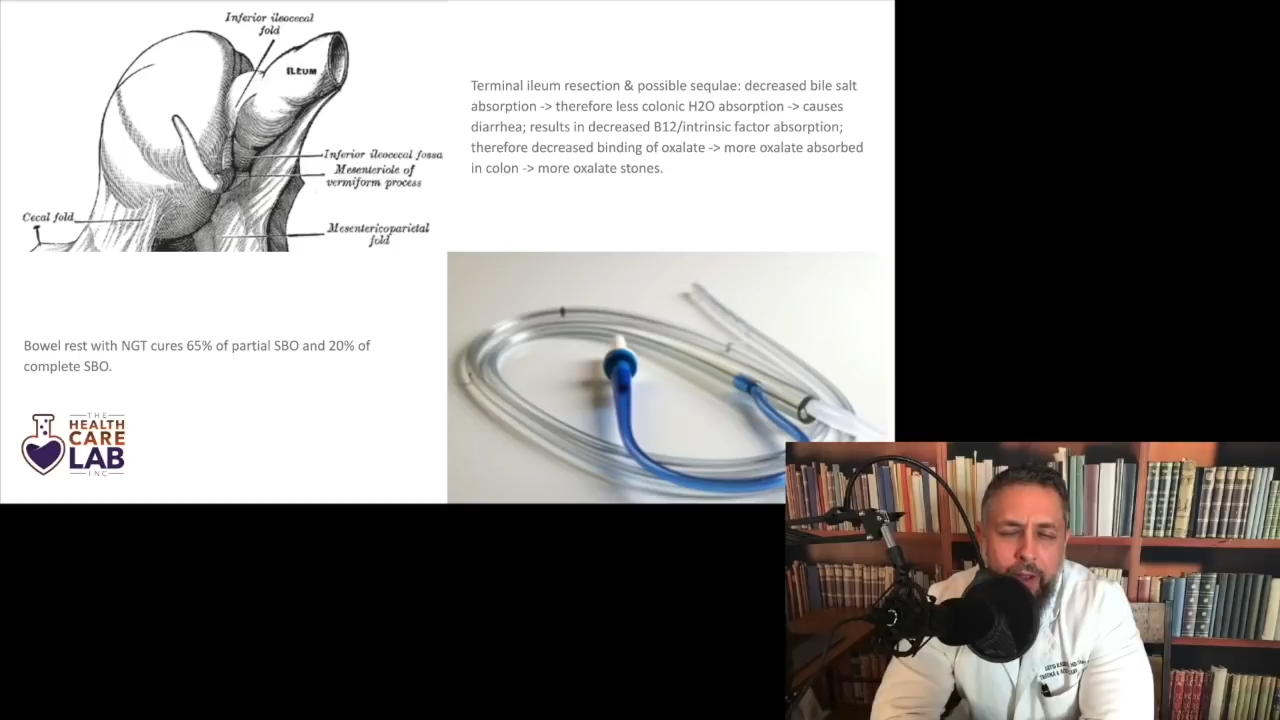 Inferior ileocecal
fold
ILEUM
Inferior ileocecal fossa
Mesenteriole of
vermiform process
Cecal fold
Mesentericoparietal
fold
Terminal ileum resection & possible sequlae: decreased bile salt
absorption -> therefore less colonic H2O absorption -> causes
diarrhea; results in decreased B12/intrinsic factor absorption;
therefore decreased binding of oxalate -> more oxalate absorbed
in colon -> more oxalate stones.
Bowel rest with NGT cures 65% of partial SBO and 20% of
complete SBO.
THE
HEALTH
CARE
LAB
INC